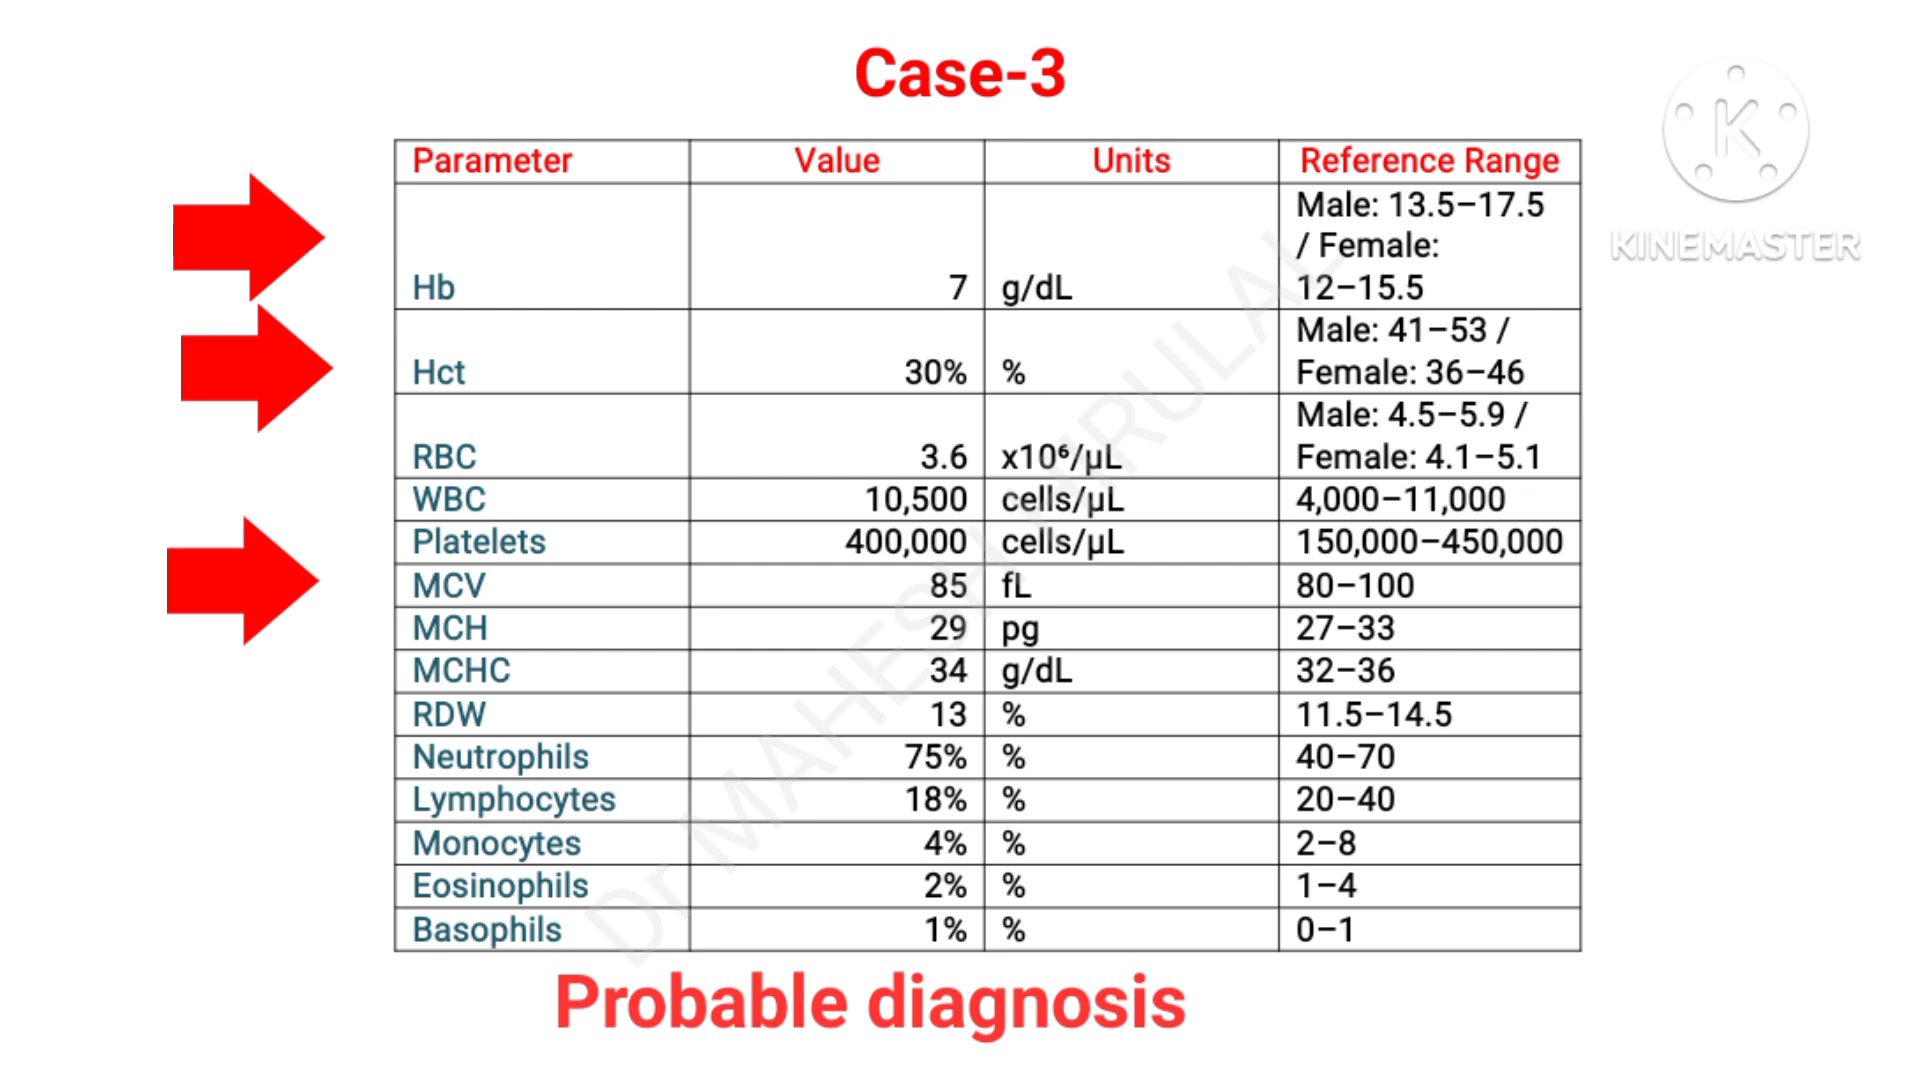 Case-3
KINEMASTER
Parameter Value Units Reference Range
Hb 7 g/dL Male: 13.5–17.5
/ Female:
12–15.5
Hct 30% % Male: 41–53 /
Female: 36–46
RBC 3.6 x10⁶/µL Male: 4.5–5.9 /
Female: 4.1–5.1
WBC 10,500 cells/µL 4,000–11,000
Platelets 400,000 cells/µL 150,000–450,000
MCV 85 fL 80–100
MCH 29 pg 27–33
MCHC 34 g/dL 32–36
RDW 13 % 11.5–14.5
Neutrophils 75% % 40–70
Lymphocytes 18% % 20–40
Monocytes 4% % 2–8
Eosinophils 2% % 1–4
Basophils 1% % 0–1
Dr MAHESH
Probable diagnosis